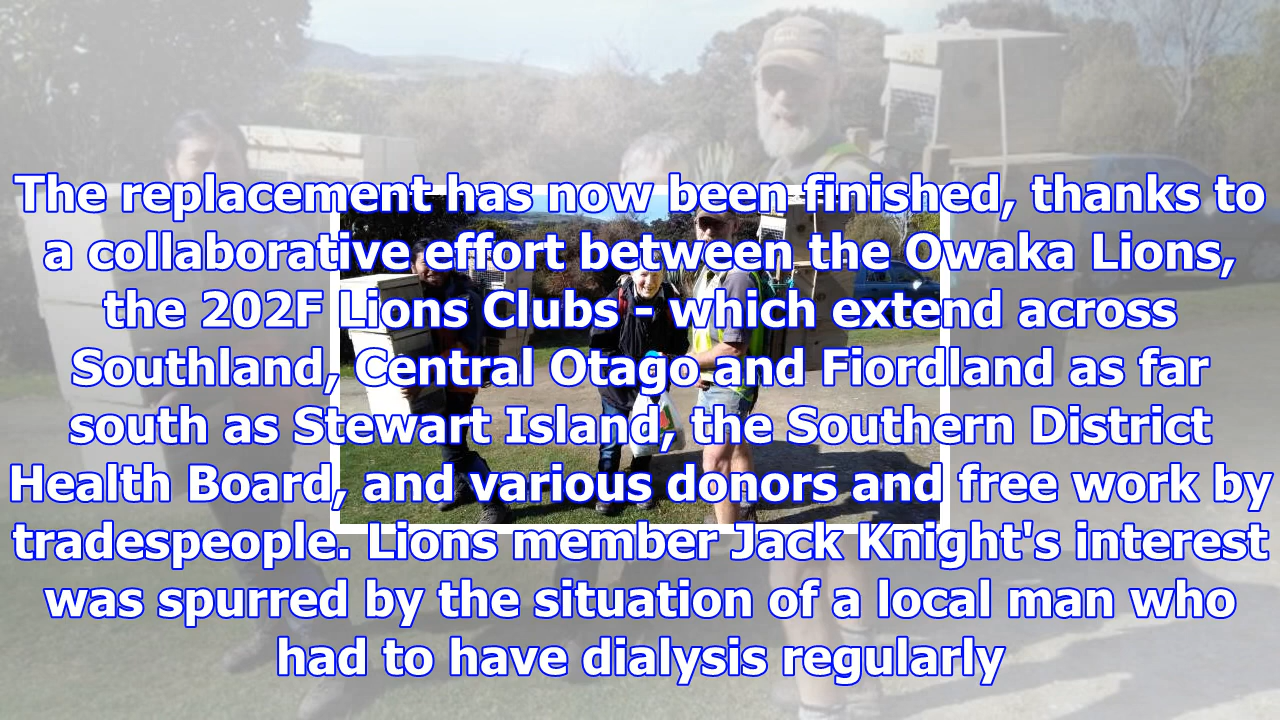 The replacement has now been finished, thanks to
a collaborative effort between the Owaka Lions,
the 202F Lions Clubs - which extend across
Southland, Central Otago and Fiordland as far
south as Stewart Island, the Southern District
Health Board, and various donors and free work by
tradespeople. Lions member Jack Knight's interest
was spurred by the situation of a local man who
had to have dialysis regularly